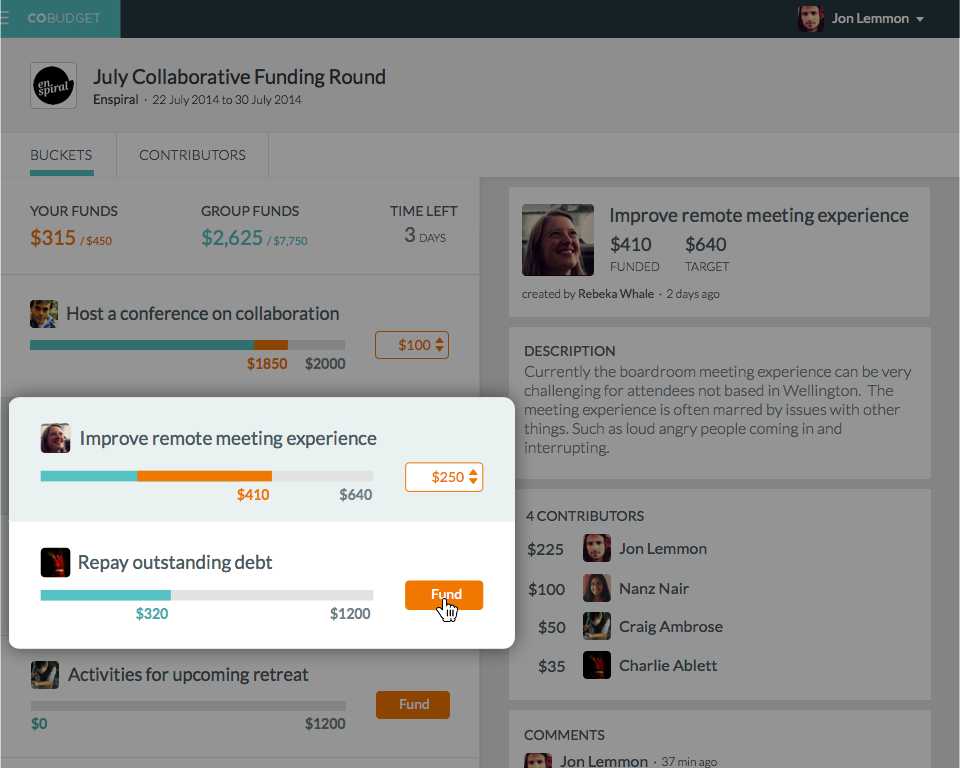 COBUDGET
Jon Lemmon
en
spiral
July Collaborative Funding Round
Enspiral · 22 July 2014 to 30 July 2014
BUCKETS CONTRIBUTORS
YOUR FUNDS GROUP FUNDS TIME LEFT
$315 / $450 $2,625 / $7,750 3 DAYS
Host a conference on collaboration
$100
$1850 $2000
Improve remote meeting experience
$250
$410 $640
Repay outstanding debt
Fund
$320 $1200
Activities for upcoming retreat
Fund
$0 $1200
Improve remote meeting experience
$410 $640
FUNDED TARGET
created by Rebeka Whale · 2 days ago
DESCRIPTION
Currently the boardroom meeting experience can be very
challenging for attendees not based in Wellington. The
meeting experience is often marred by issues with other
things. Such as loud angry people coming in and
interrupting.
4 CONTRIBUTORS
$225 Jon Lemmon
$100 Nanz Nair
$50 Craig Ambrose
$35 Charlie Ablett
COMMENTS
Jon Lemmon · 37 min ago